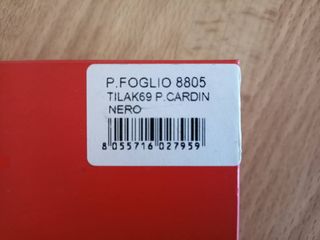 P.FOGLIO 8805
TILAK69 P.CARDIN
NERO
8 055716 027959